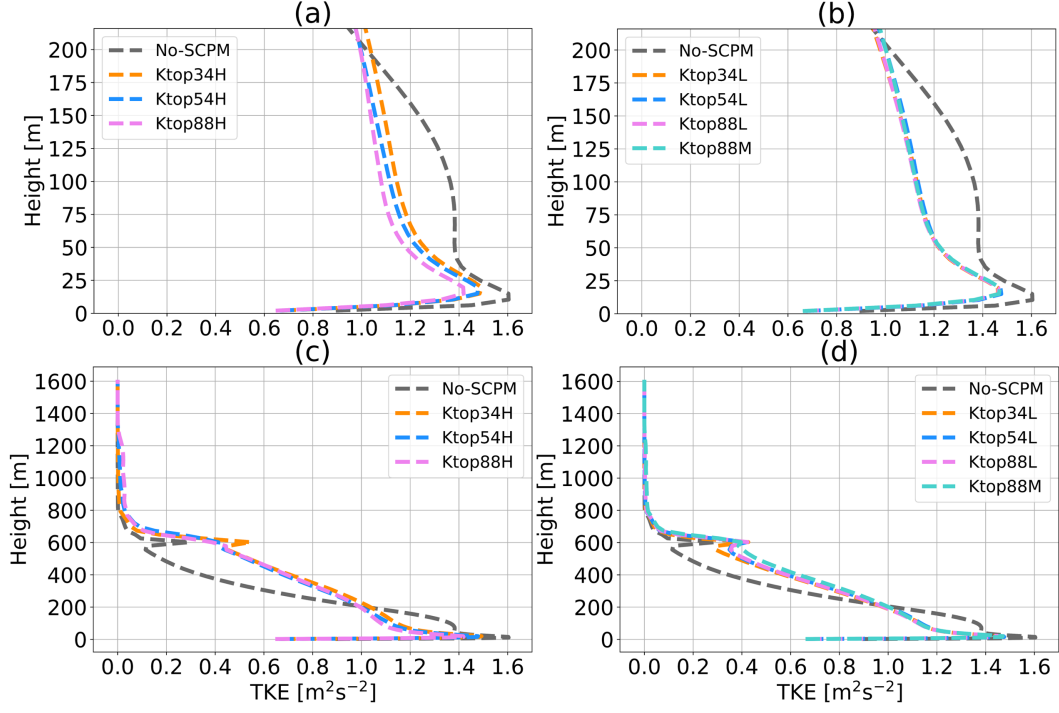 (a)
Height [m]
200
175
150
125
100
75
50
25
0
No-SCPM
Ktop34H
Ktop54H
Ktop88H
0.0 0.2 0.4 0.6 0.8 1.0 1.2 1.4 1.6
(b)
Height [m]
200
175
150
125
100
75
50
25
0
No-SCPM
Ktop34L
Ktop54L
Ktop88L
Ktop88M
0.0 0.2 0.4 0.6 0.8 1.0 1.2 1.4 1.6
(c)
Height [m]
1600
1400
1200
1000
800
600
400
200
0
No-SCPM
Ktop34H
Ktop54H
Ktop88H
0.0 0.2 0.4 0.6 0.8 1.0 1.2 1.4 1.6
TKE [m²s⁻²]
(d)
Height [m]
1600
1400
1200
1000
800
600
400
200
0
No-SCPM
Ktop34L
Ktop54L
Ktop88L
Ktop88M
0.0 0.2 0.4 0.6 0.8 1.0 1.2 1.4 1.6
TKE [m²s⁻²]